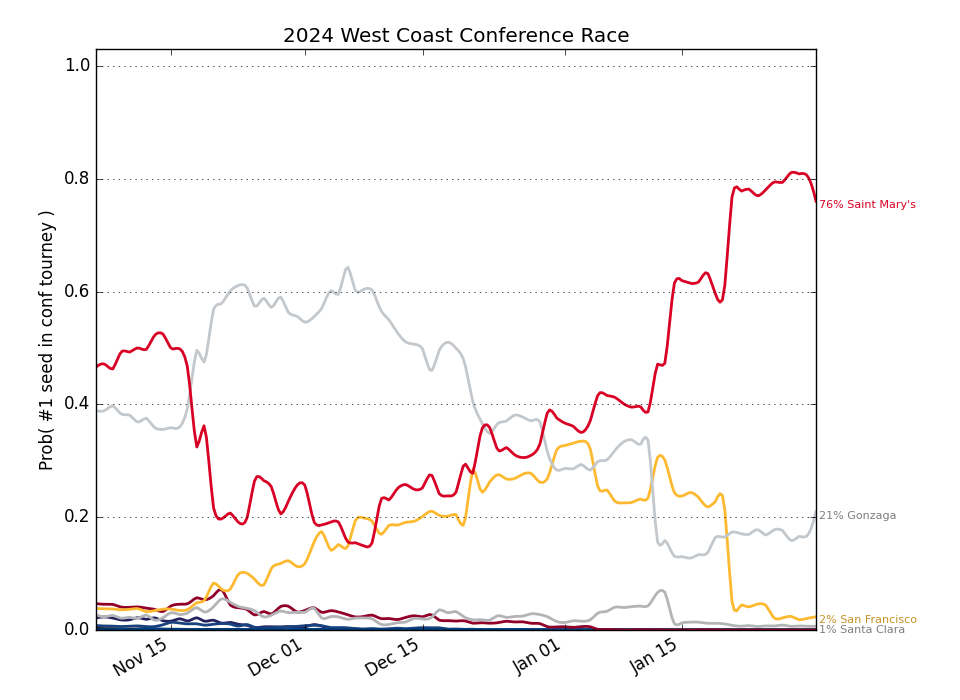 2024 West Coast Conference Race
Prob( #1 seed in conf tourney )
1.0
0.8
0.6
0.4
0.2
0.0
76% Saint Mary's
21% Gonzaga
2% San Francisco
1% Santa Clara
Nov 15
Dec 01
Dec 15
Jan 01
Jan 15